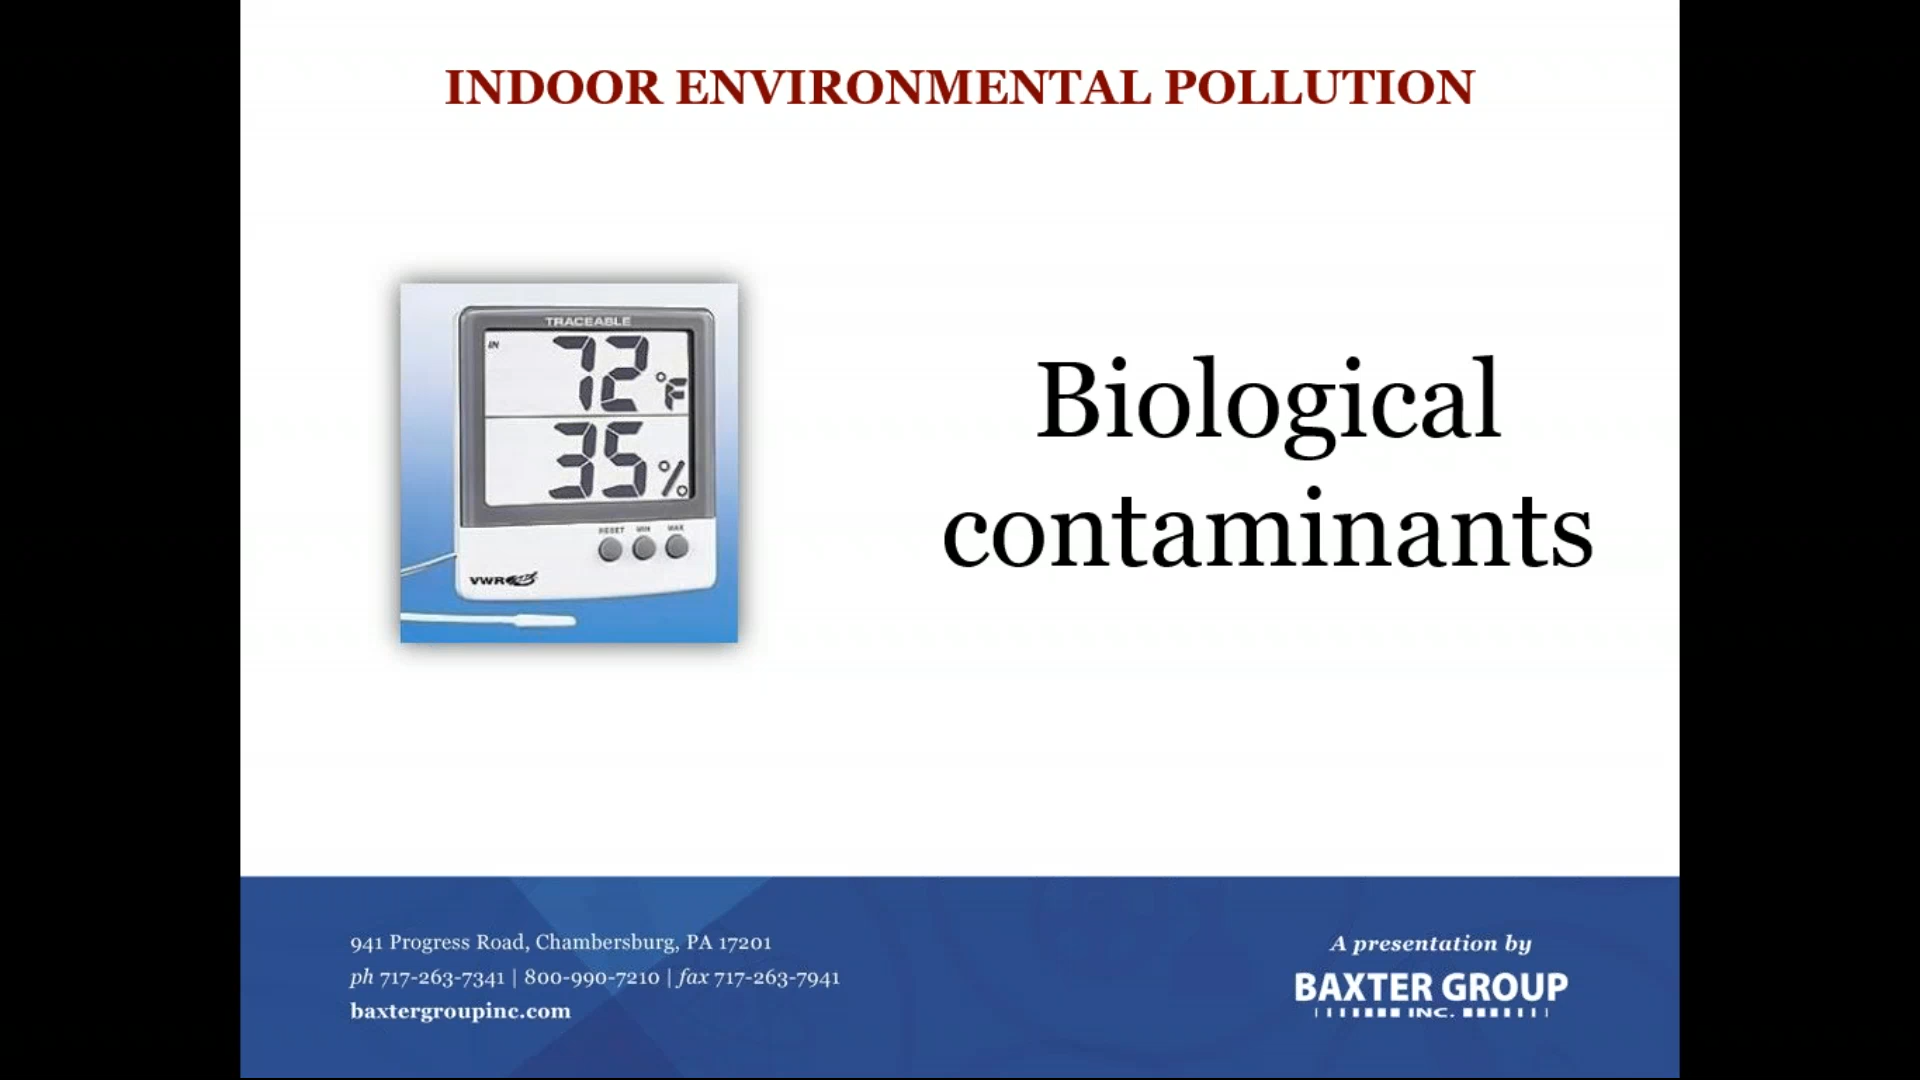 INDOOR ENVIRONMENTAL POLLUTION
TRACEABLE
IN
72 °F
35 %
RESET MIN MAX
VWR
Biological
contaminants
941 Progress Road, Chambersburg, PA 17201
ph 717-263-7341 | 800-990-7210 | fax 717-263-7941
baxtergroupinc.com
A presentation by
BAXTER GROUP
INC.